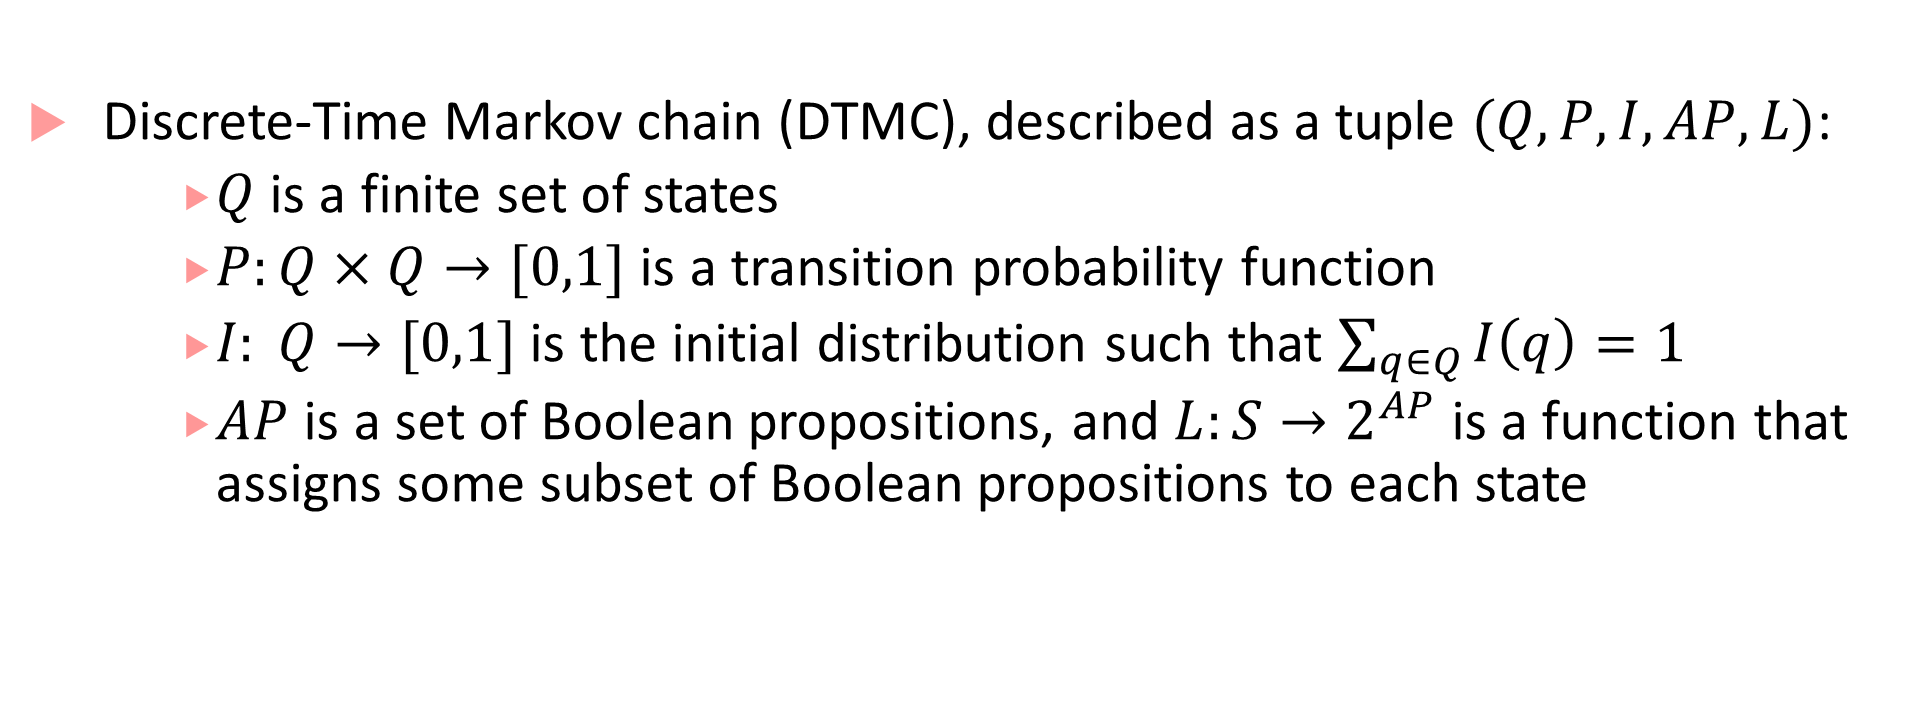 Discrete-Time Markov chain (DTMC), described as a tuple (Q, P, I, AP, L):
Q is a finite set of states
P: Q × Q → [0,1] is a transition probability function
I: Q → [0,1] is the initial distribution such that ∑_{q∈Q} I(q) = 1
AP is a set of Boolean propositions, and L: S → 2^{AP} is a function that
assigns some subset of Boolean propositions to each state